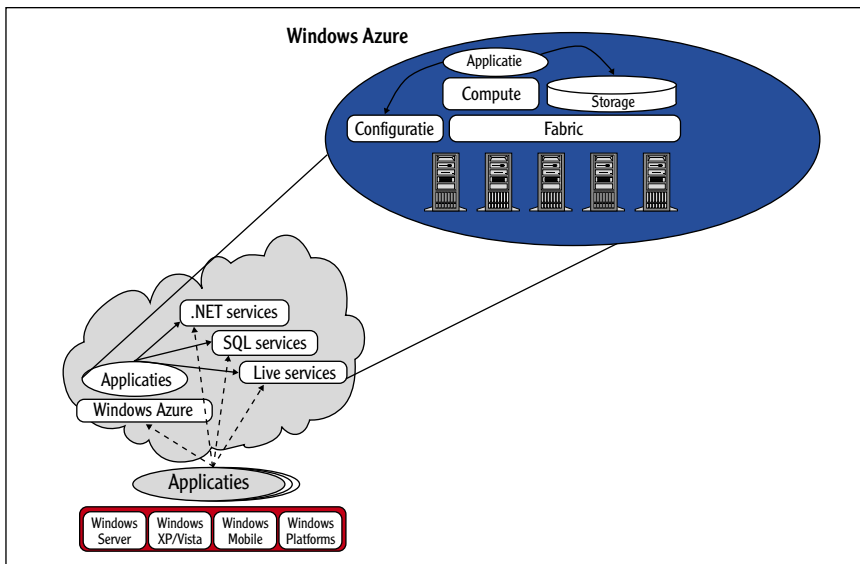 Windows Azure
Applicatie
Compute
Storage
Configuratie
Fabric
.NET services
SQL services
Live services
Applicaties
Windows Azure
Applicaties
Windows
Server
Windows
XP/Vista
Windows
Mobile
Windows
Platforms